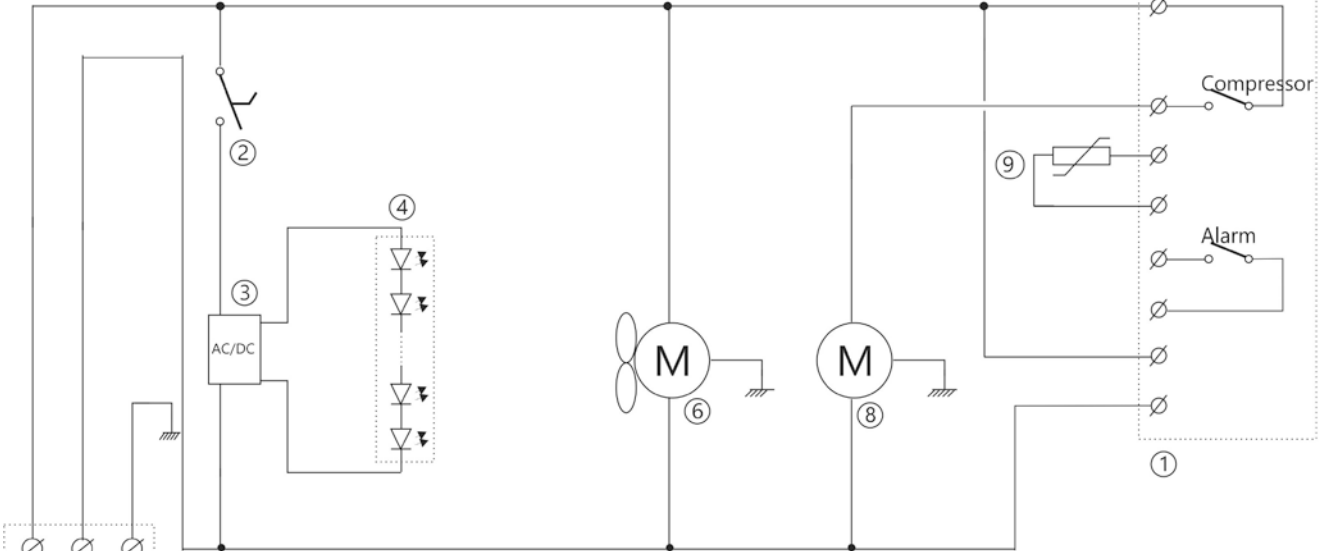 Compressor
②
⑨
④
Alarm
③
AC/DC
M
M
⑥
⑧
①